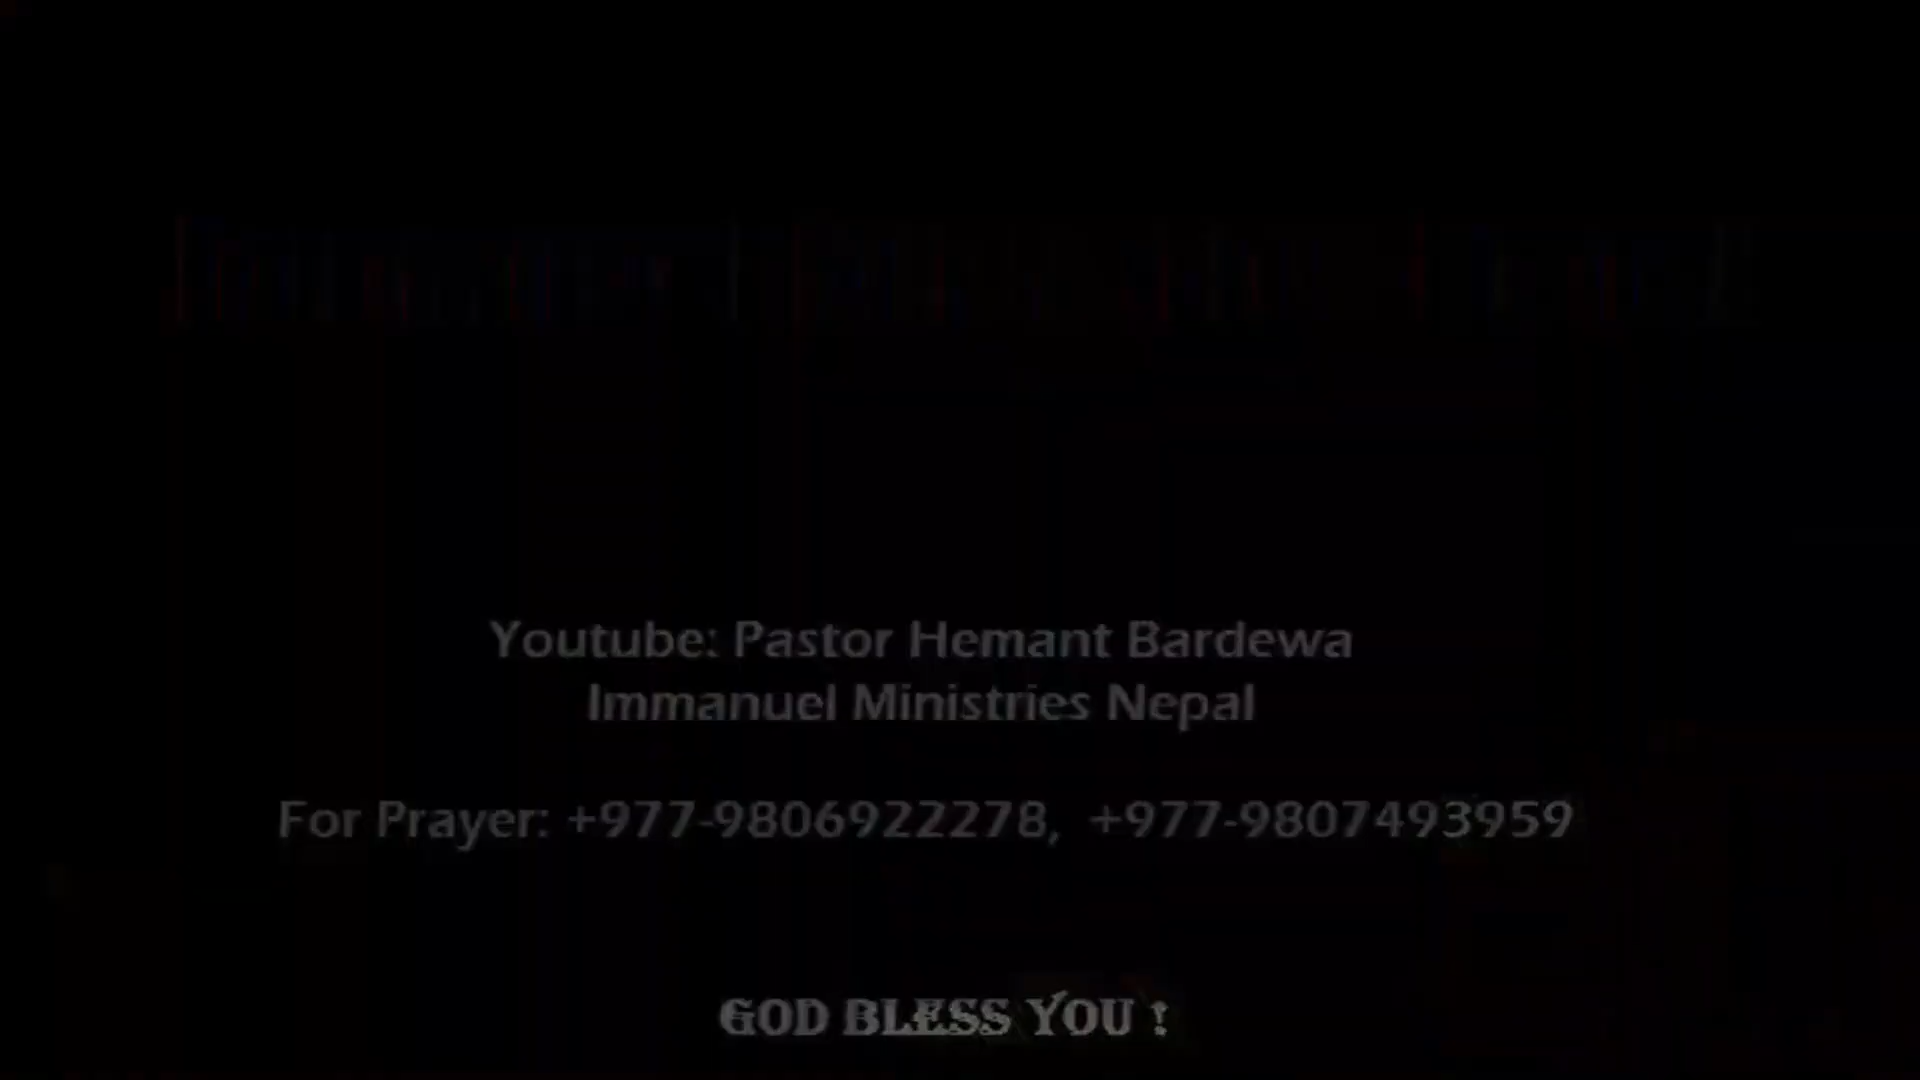 Youtube: Pastor Hemant Bardewa
Immanuel Ministries Nepal
For Prayer: +977-9806922278, +977-9807493959
GOD BLESS YOU !